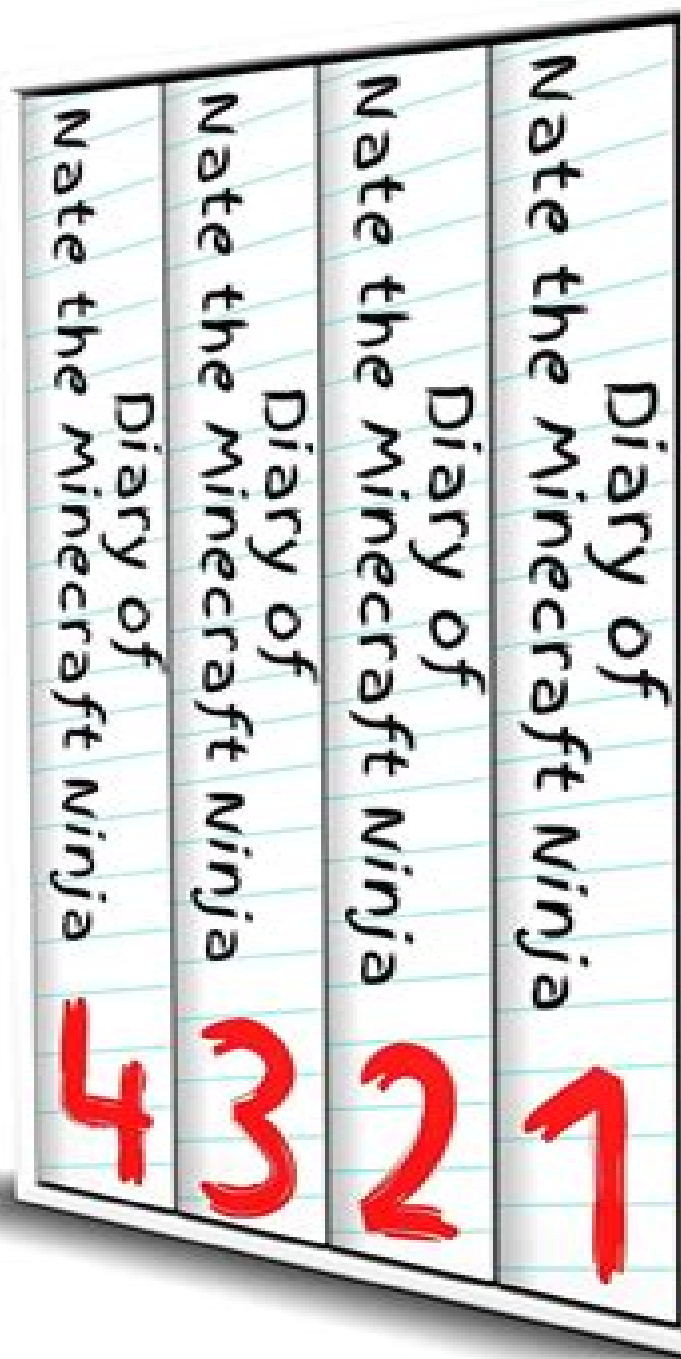 Diary of
Nate the Minecraft Ninja
4
Diary of
Nate the Minecraft Ninja
3
Diary of
Nate the Minecraft Ninja
2
Diary of
Nate the Minecraft Ninja
1